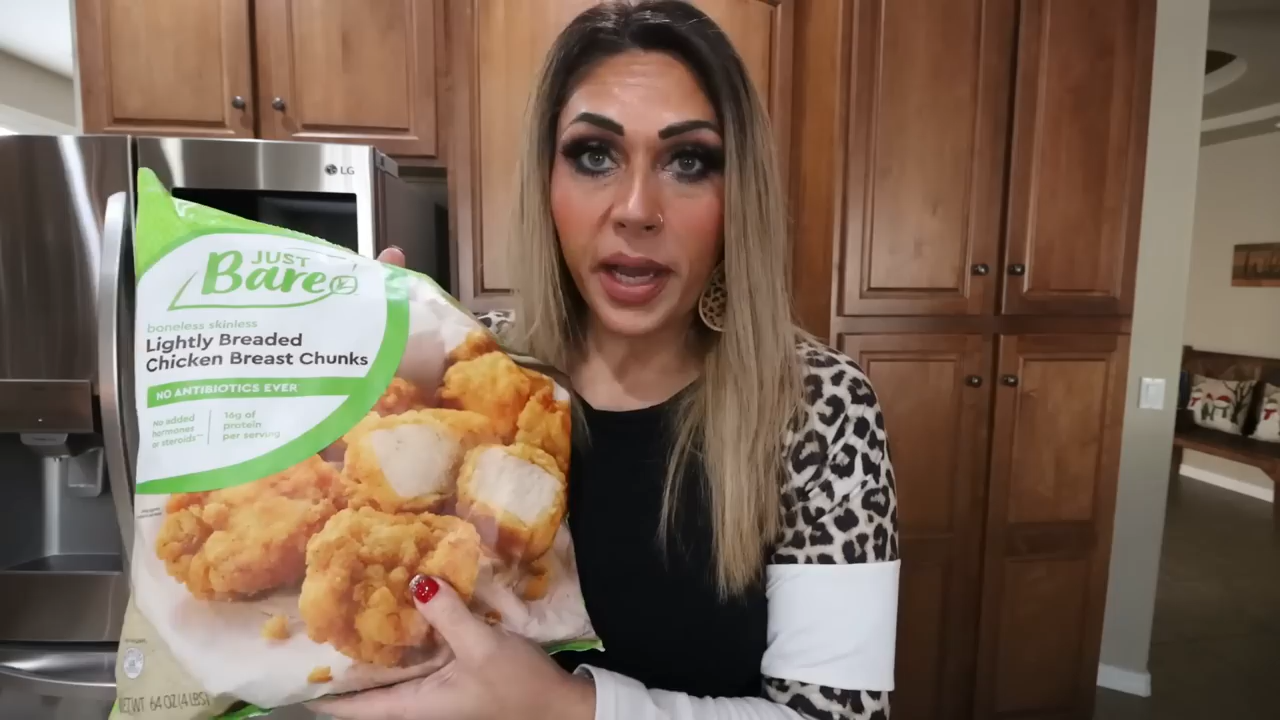 LG
JUST
Bare
boneless skinless
Lightly Breaded
Chicken Breast Chunks
NO ANTIBIOTICS EVER
No added
hormones
or steroids
16g of
protein
per serving
NET WT 64 OZ (4 LBS)